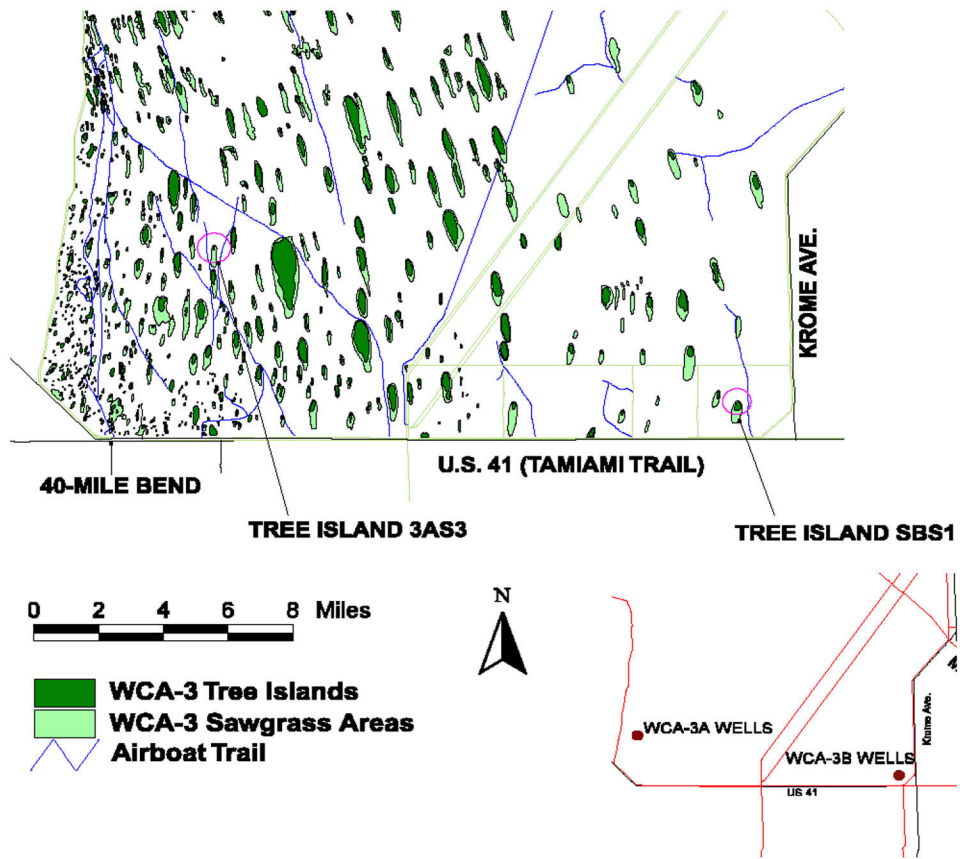 KROME AVE.
U.S. 41 (TAMIAMI TRAIL)
40-MILE BEND
TREE ISLAND 3AS3
TREE ISLAND SBS1
0 2 4 6 8 Miles
N
WCA-3 Tree Islands
WCA-3 Sawgrass Areas
Airboat Trail
WCA-3A WELLS
WCA-3B WELLS
US 41
Krome Ave.